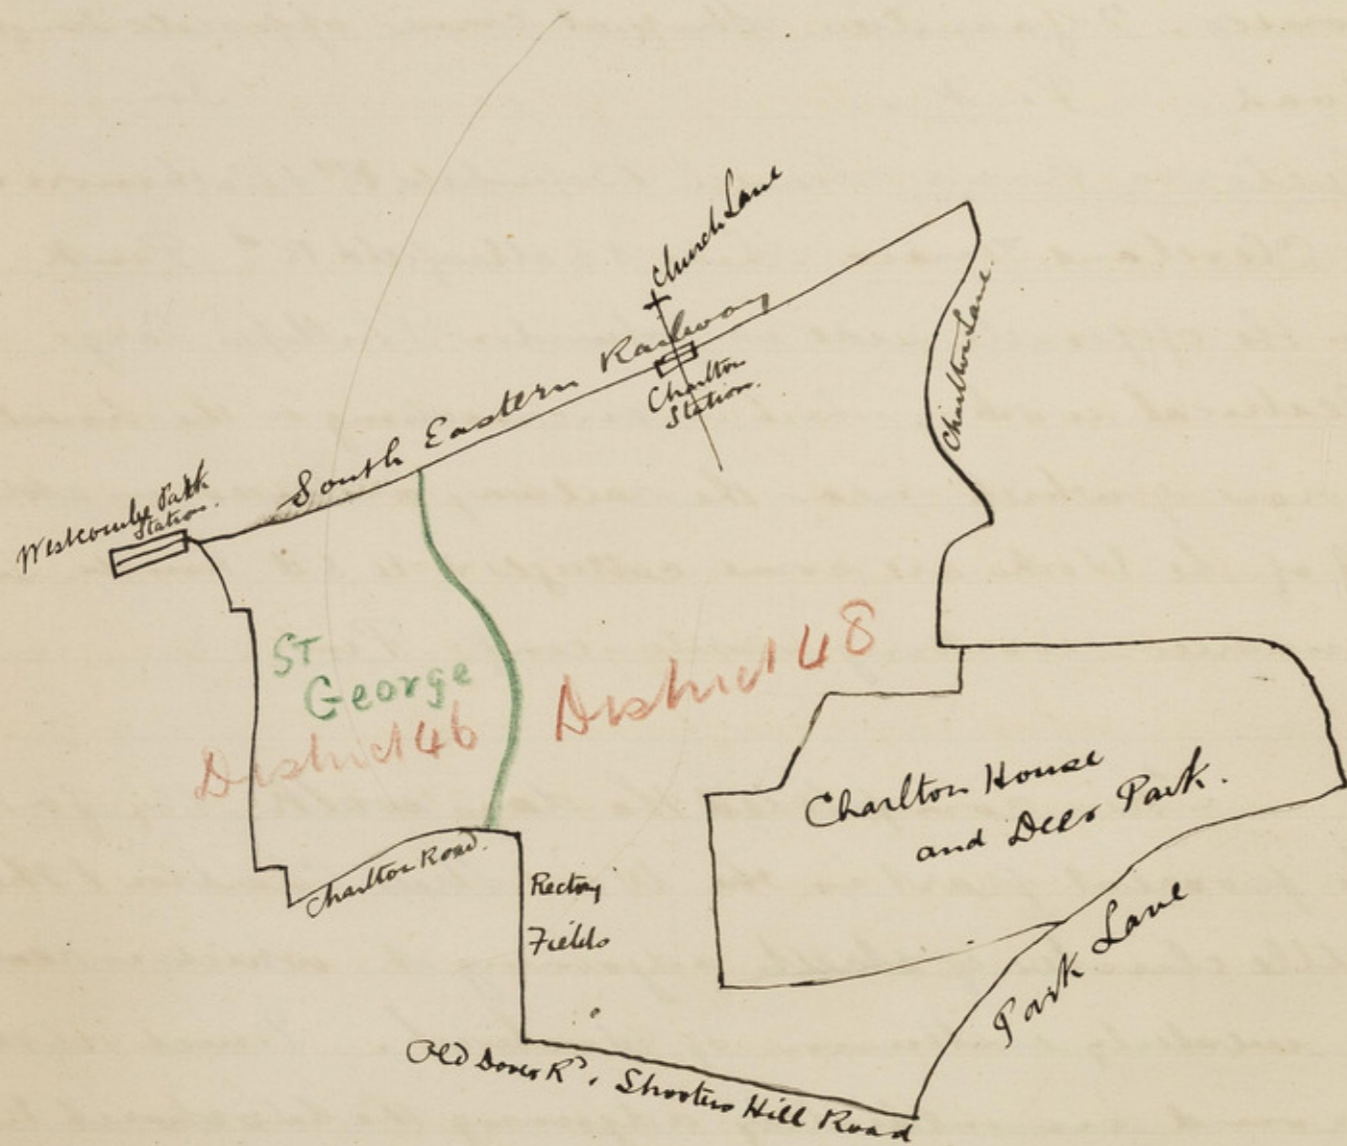 Church Lane
South Eastern Railway
Charlton
Station.
Charlton Lane.
Westcombe Park
Station.
ST
George
District 46
District 48
Charlton House
and Deer Park.
Charlton Road.
Rectory
Fields
Park Lane
Old Dover Rd. Shooters Hill Road